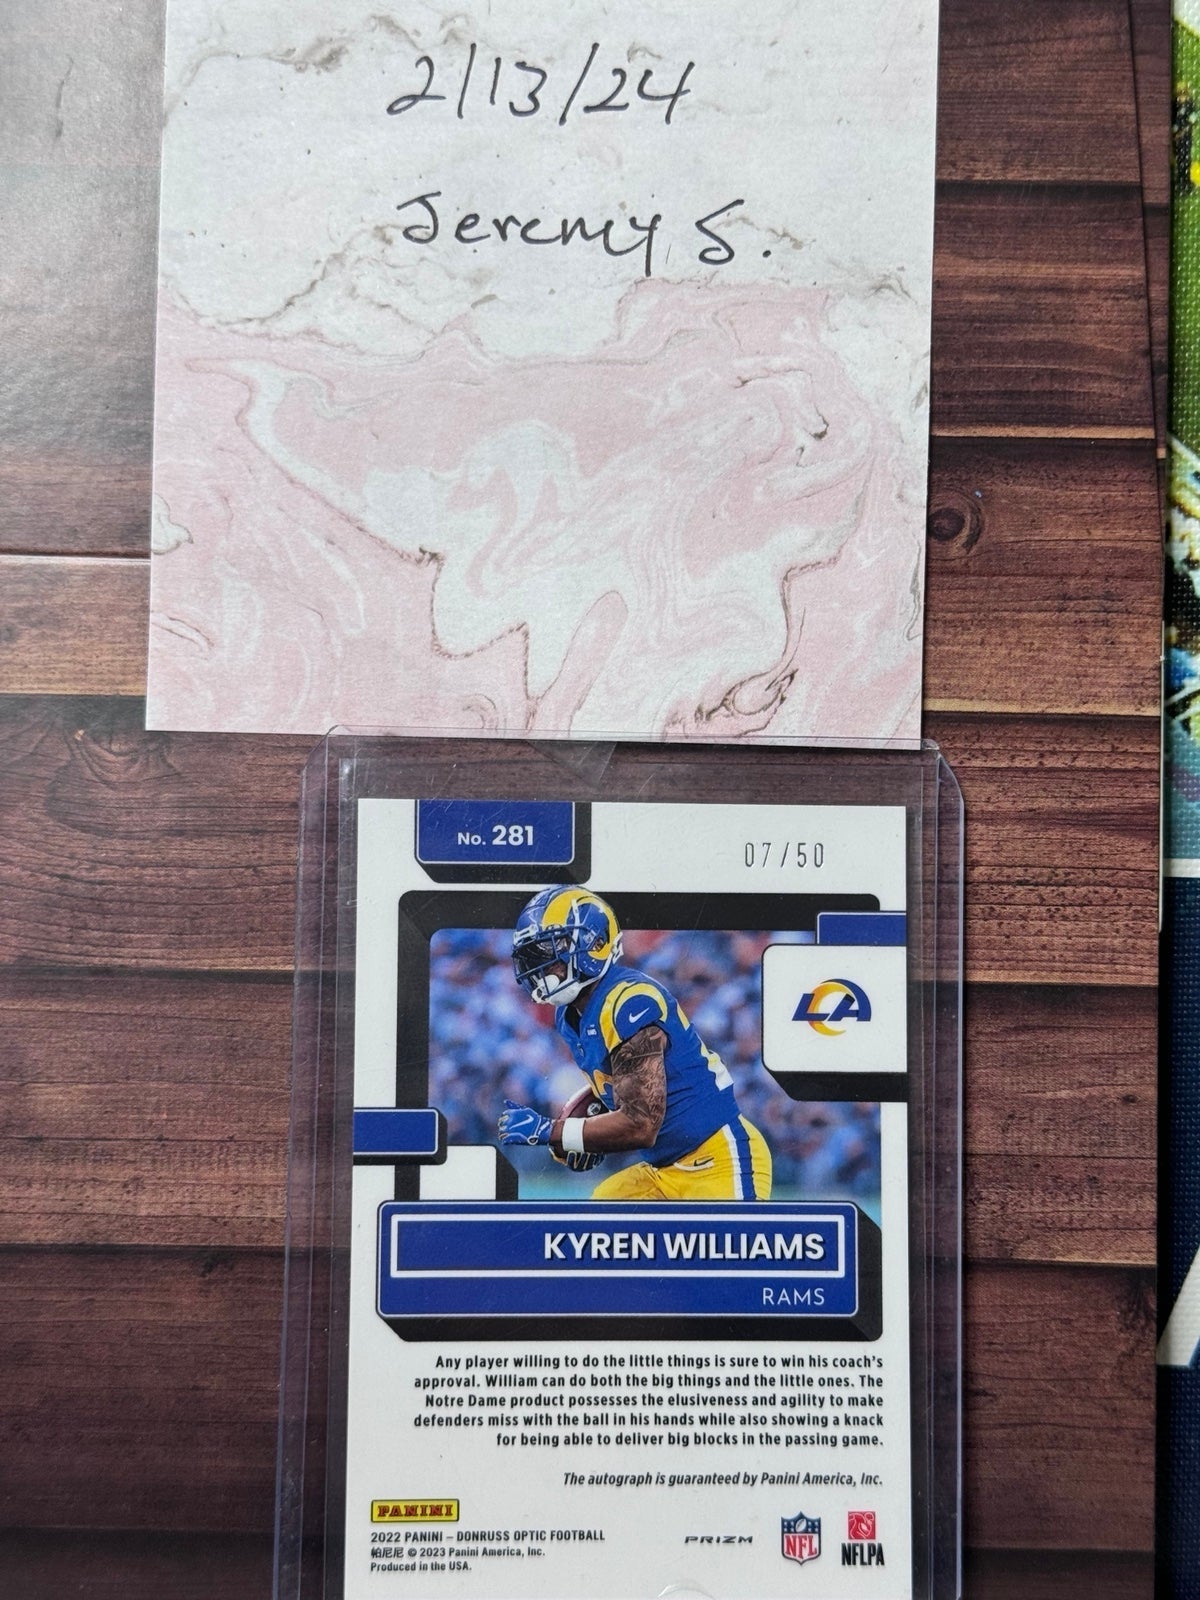 2/13/24
Jeremy S.
No. 281
07/50
LA
KYREN WILLIAMS
RAMS
Any player willing to do the little things is sure to win his coach's
approval. William can do both the big things and the little ones. The
Notre Dame product possesses the elusiveness and agility to make
defenders miss with the ball in his hands while also showing a knack
for being able to deliver big blocks in the passing game.
The autograph is guaranteed by Panini America, Inc.
PANINI
2022 PANINI – DONRUSS OPTIC FOOTBALL
帕尼尼 © 2023 Panini America, Inc.
Produced in the USA.
PRIZM
NFL
NFLPA